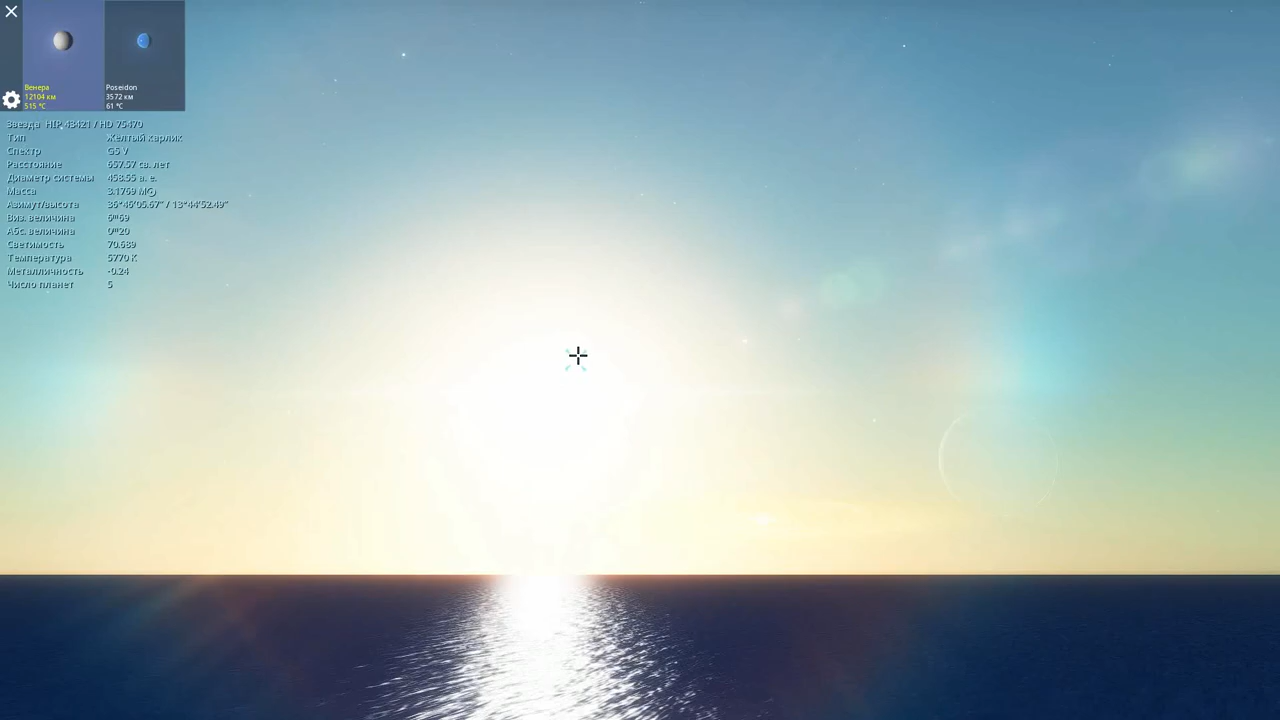 Венера
12104 км
515 °C
Poseidon
3572 км
61 °C
Звезда HIP 43421 / HD 75470
Тип Желтый карлик
Спектр G5 V
Расстояние 657.57 св. лет
Диаметр системы 458.55 а. е.
Масса 3.1769 M☉
Азимут/высота 36°46'05.67" / 13°44'52.49"
Виз. величина 6ᵐ69
Абс. величина 0ᵐ20
Светимость 70.689
Температура 5770 K
Металличность -0.24
Число планет 5